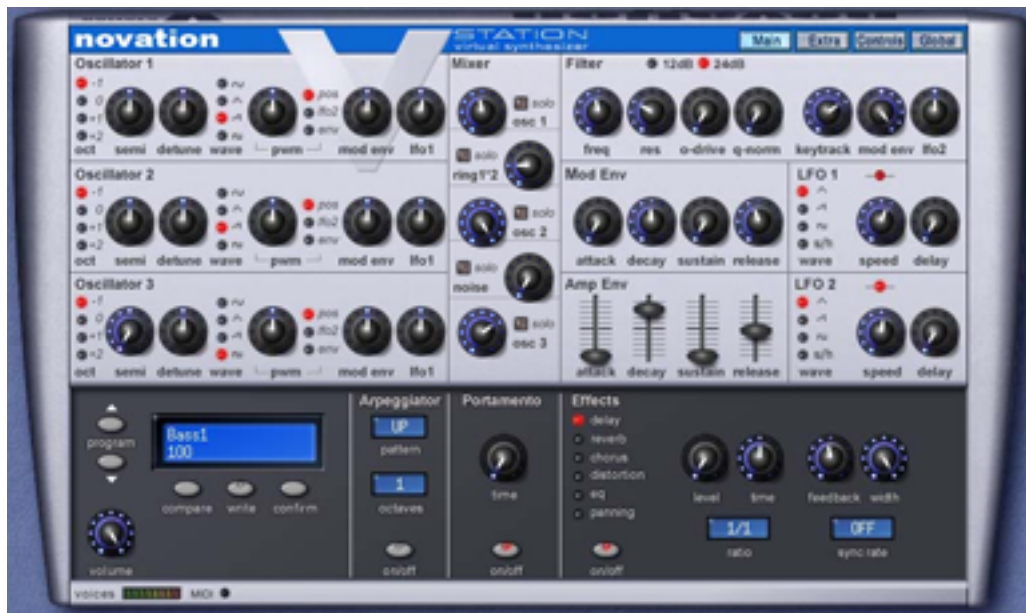 novation
STATION
virtual synthesizer
Main Extra Controls Global
Oscillator 1
-1
0
+1
+2
oct semi detune wave pwm mod env lfo1
pos
lfo2
env
Oscillator 2
-1
0
+1
+2
oct semi detune wave pwm mod env lfo1
pos
lfo2
env
Oscillator 3
-1
0
+1
+2
oct semi detune wave pwm mod env lfo1
pos
lfo2
env
Mixer
solo
osc 1
solo
ring1*2
solo
osc 2
solo
noise
solo
osc 3
Filter 12dB 24dB
freq res o-drive q-norm keytrack mod env lfo2
Mod Env
attack decay sustain release
LFO 1
s/h
wave speed delay
Amp Env
attack decay sustain release
LFO 2
s/h
wave speed delay
program
Bass1
100
compare write confirm
volume
Arpeggiator
UP
pattern
1
octaves
on/off
Portamento
time
on/off
Effects
delay
reverb
chorus
distortion
eq
panning
on/off
level time feedback width
1/1
ratio
OFF
sync rate
voices MIDI